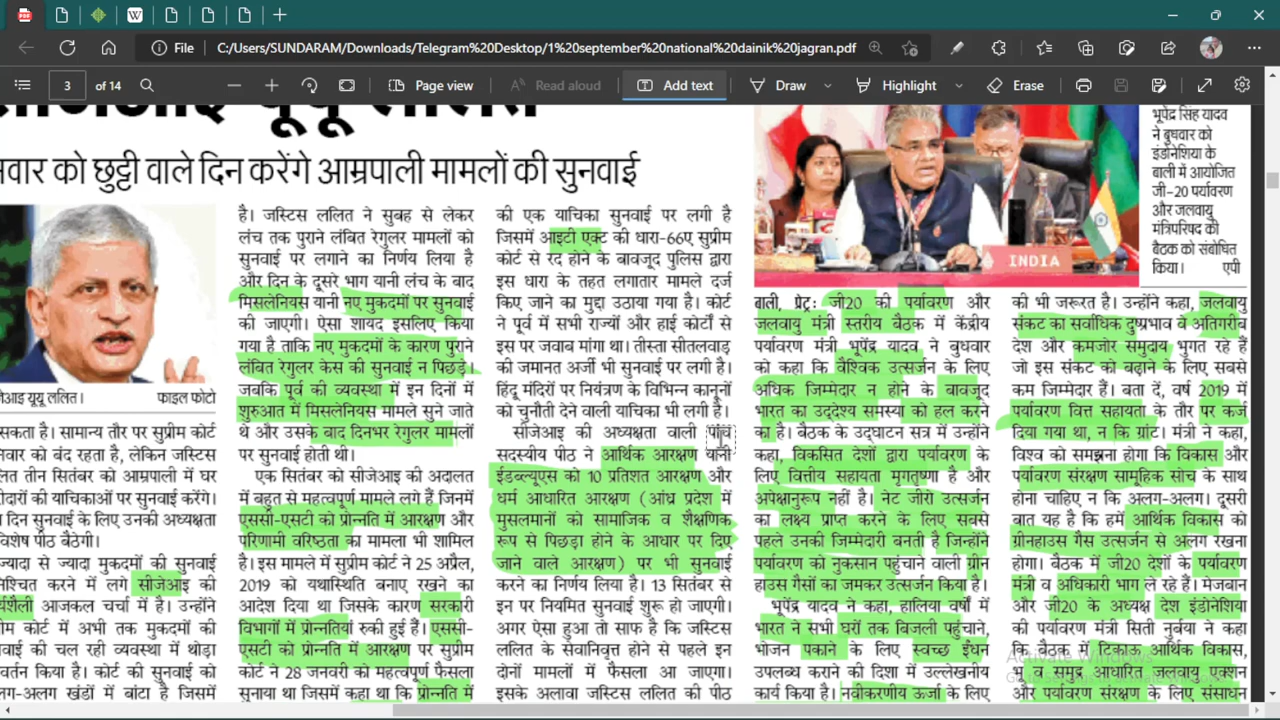 File
C:/Users/SUNDARAM/Downloads/Telegram%20Desktop/1%20september%20national%20dainik%20jagran.pdf
3 of 14
Page view
Read aloud
Add text
Draw
Highlight
Erase
यूयू ललित
वार को छुट्टी वाले दिन करेंगे आम्रपाली मामलों की सुनवाई
यूयू ललित। फाइल फोटो
सकता है। सामान्य तौर पर सुप्रीम कोर्ट
वार को बंद रहता है, लेकिन जस्टिस
तीन सितंबर को आम्रपाली में घर
की याचिकाओं पर सुनवाई करेंगे।
दिन सुनवाई के लिए उनकी अध्यक्षता
पीठ बैठेगी।
से ज्यादा मुकदमों की सुनवाई
करने में लगे सीजेआइ की
आजकल चर्चा में है। उन्होंने
कोर्ट में अभी तक मुकदमों की
की चल रही व्यवस्था में थोड़ा
किया है। कोर्ट की सुनवाई को
खंडों में बांटा है जिसमें
है। जस्टिस ललित ने सुबह से लेकर
लंच तक पुराने लंबित रेगुलर मामलों को
सुनवाई पर लगाने का निर्णय लिया है
और दिन के दूसरे भाग यानी लंच के बाद
मिसलेनियस यानी नए मुकदमों पर सुनवाई
की जाएगी। ऐसा शायद इसलिए किया
गया है ताकि नए मुकदमों के कारण पुराने
लंबित रेगुलर केस की सुनवाई न पिछड़े।
जबकि पूर्व की व्यवस्था में इन दिनों में
शुरुआत में मिसलेनियस मामले सुने जाते
थे और उसके बाद दिनभर रेगुलर मामलों
पर सुनवाई होती थी।
एक सितंबर को सीजेआइ की अदालत
में बहुत से महत्वपूर्ण मामले लगे हैं जिनमें
एससी-एसटी को प्रोन्नति में आरक्षण और
परिणामी वरिष्ठता का मामला भी शामिल
है। इस मामले में सुप्रीम कोर्ट ने 25 अप्रैल,
2019 को यथास्थिति बनाए रखने का
आदेश दिया था जिसके कारण सरकारी
विभागों में प्रोन्नतियां रुकी हुई हैं। एससी-
एसटी को प्रोन्नति में आरक्षण पर सुप्रीम
कोर्ट ने 28 जनवरी को महत्वपूर्ण फैसला
सुनाया था जिसमें कहा था कि प्रोन्नति में
की एक याचिका सुनवाई पर लगी है
जिसमें आइटी एक्ट की धारा-66ए सुप्रीम
कोर्ट से रद होने के बावजूद पुलिस द्वारा
इस धारा के तहत लगातार मामले दर्ज
किए जाने का मुद्दा उठाया गया है। कोर्ट
ने पूर्व में सभी राज्यों और हाई कोर्टों से
इस पर जवाब मांगा था। तीस्ता सीतलवाड़
की जमानत अर्जी भी सुनवाई पर लगी है।
हिंदू मंदिरों पर नियंत्रण के विभिन्न कानूनों
को चुनौती देने वाली याचिका भी लगी है।
सीजेआइ की अध्यक्षता वाली पांच
सदस्यीय पीठ ने आर्थिक आरक्षण यानी
ईडब्ल्यूएस को 10 प्रतिशत आरक्षण और
धर्म आधारित आरक्षण (आंध्र प्रदेश में
मुसलमानों को सामाजिक व शैक्षणिक
रूप से पिछड़ा होने के आधार पर दिए
जाने वाले आरक्षण) पर भी सुनवाई
करने का निर्णय लिया है। 13 सितंबर से
इन पर नियमित सुनवाई शुरू हो जाएगी।
अगर ऐसा हुआ तो साफ है कि जस्टिस
ललित के सेवानिवृत्त होने से पहले इन
दोनों मामलों में फैसला आ जाएगा।
इसके अलावा जस्टिस ललित की पीठ
INDIA
भूपेंद्र सिंह यादव
ने बुधवार को
इंडोनेशिया के
बाली में आयोजित
जी-20 पर्यावरण
और जलवायु
मंत्रिपरिषद की
बैठक को संबोधित
किया। एपी
बाली, प्रेट्र: जी20 की पर्यावरण और
जलवायु मंत्री स्तरीय बैठक में केंद्रीय
पर्यावरण मंत्री भूपेंद्र यादव ने बुधवार
को कहा कि वैश्विक उत्सर्जन के लिए
अधिक जिम्मेदार न होने के बावजूद
भारत का उद्देश्य समस्या को हल करने
का है। बैठक के उद्घाटन सत्र में उन्होंने
कहा, विकसित देशों द्वारा पर्यावरण के
लिए वित्तीय सहायता मृगतृष्णा है और
अपेक्षानुरूप नहीं है। नेट जीरो उत्सर्जन
का लक्ष्य प्राप्त करने के लिए सबसे
पहले उनकी जिम्मेदारी बनती है जिन्होंने
पर्यावरण को नुकसान पहुंचाने वाली ग्रीन
हाउस गैसों का जमकर उत्सर्जन किया है।
भूपेंद्र यादव ने कहा, हालिया वर्षों में
भारत ने सभी घरों तक बिजली पहुंचाने,
भोजन पकाने के लिए स्वच्छ ईंधन
उपलब्ध कराने की दिशा में उल्लेखनीय
कार्य किया है। नवीकरणीय ऊर्जा के लिए
की भी जरूरत है। उन्होंने कहा, जलवायु
संकट का सर्वाधिक दुष्प्रभाव वे अतिगरीब
देश और कमजोर समुदाय भुगत रहे हैं
जो इस संकट को बढ़ाने के लिए सबसे
कम जिम्मेदार हैं। बता दें, वर्ष 2019 में
पर्यावरण वित्त सहायता के तौर पर कर्ज
दिया गया था, न कि ग्रांट। मंत्री ने कहा,
विश्व को समझना होगा कि विकास और
पर्यावरण संरक्षण सामूहिक सोच के साथ
होना चाहिए न कि अलग-अलग। दूसरी
बात यह है कि हमें आर्थिक विकास को
ग्रीनहाउस गैस उत्सर्जन से अलग रखना
होगा। बैठक में जी20 देशों के पर्यावरण
मंत्री व अधिकारी भाग ले रहे हैं। मेजबान
और जी20 के अध्यक्ष देश इंडोनेशिया
की पर्यावरण मंत्री सिती नुर्वया ने कहा
कि बैठक में टिकाऊ आर्थिक विकास,
भूमि व समुद्र आधारित जलवायु एक्शन
और पर्यावरण संरक्षण के लिए संसाधन
Activate Windows